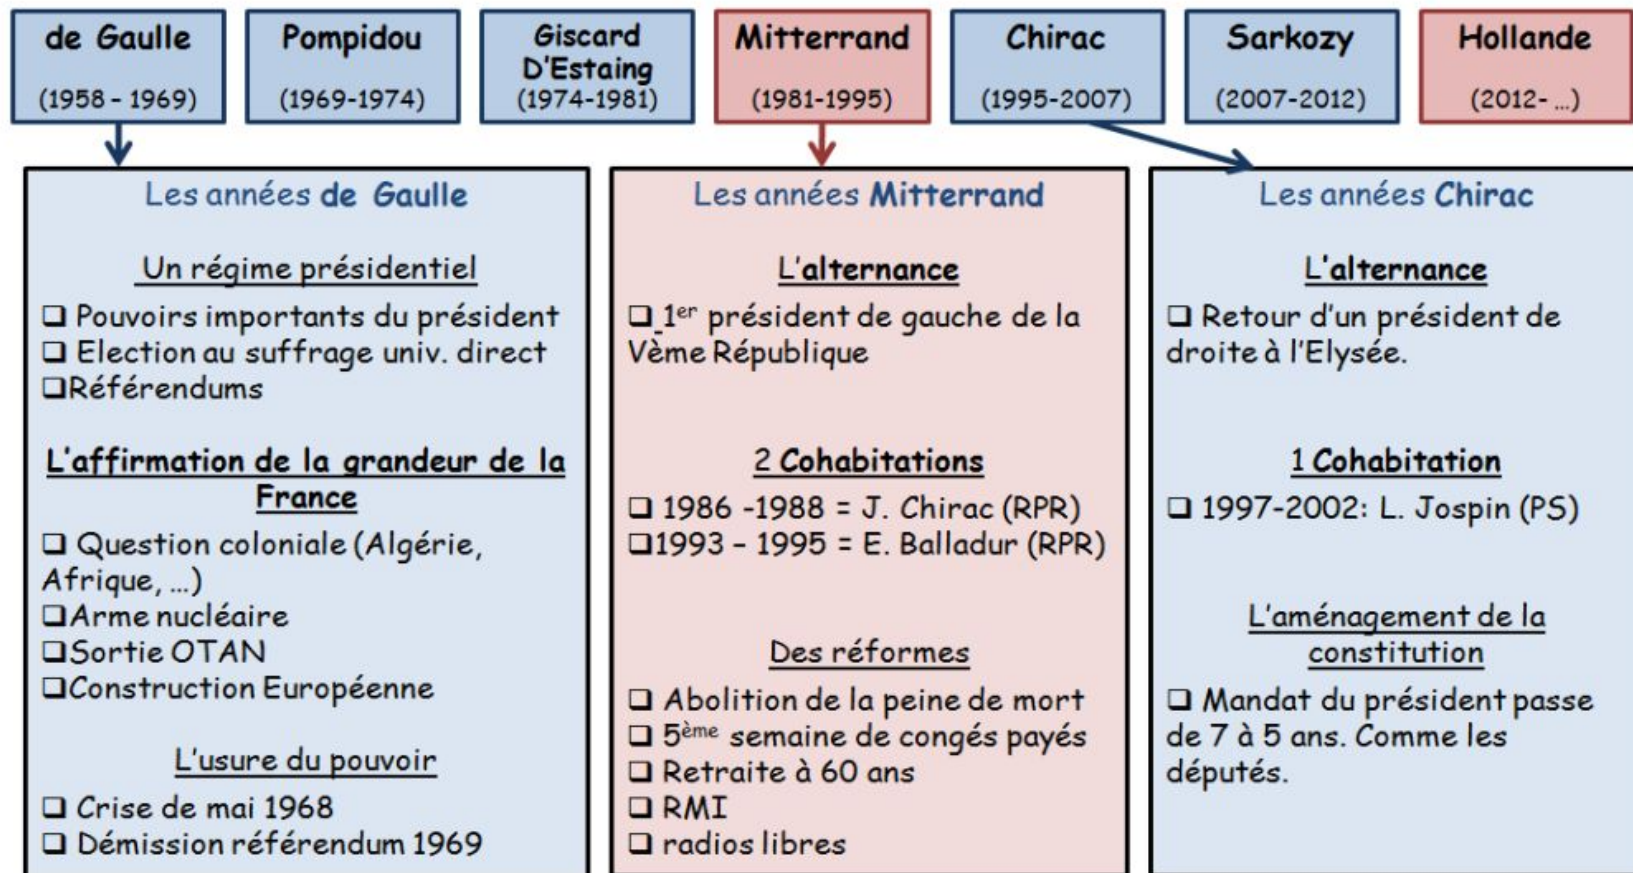 de Gaulle
(1958 - 1969)
Pompidou
(1969-1974)
Giscard
D'Estaing
(1974-1981)
Mitterrand
(1981-1995)
Chirac
(1995-2007)
Sarkozy
(2007-2012)
Hollande
(2012- ...)
Les années de Gaulle
Un régime présidentiel
❑ Pouvoirs importants du président
❑ Election au suffrage univ. direct
❑Référendums
L'affirmation de la grandeur de la
France
❑ Question coloniale (Algérie,
Afrique, ...)
❑Arme nucléaire
❑Sortie OTAN
❑Construction Européenne
L'usure du pouvoir
❑ Crise de mai 1968
❑ Démission référendum 1969
Les années Mitterrand
L'alternance
❑ 1er président de gauche de la
Vème République
2 Cohabitations
❑ 1986 -1988 = J. Chirac (RPR)
❑1993 – 1995 = E. Balladur (RPR)
Des réformes
❑ Abolition de la peine de mort
❑ 5ème semaine de congés payés
❑ Retraite à 60 ans
❑ RMI
❑ radios libres
Les années Chirac
L'alternance
❑ Retour d'un président de
droite à l'Elysée.
1 Cohabitation
❑ 1997-2002: L. Jospin (PS)
L'aménagement de la
constitution
❑ Mandat du président passe
de 7 à 5 ans. Comme les
députés.